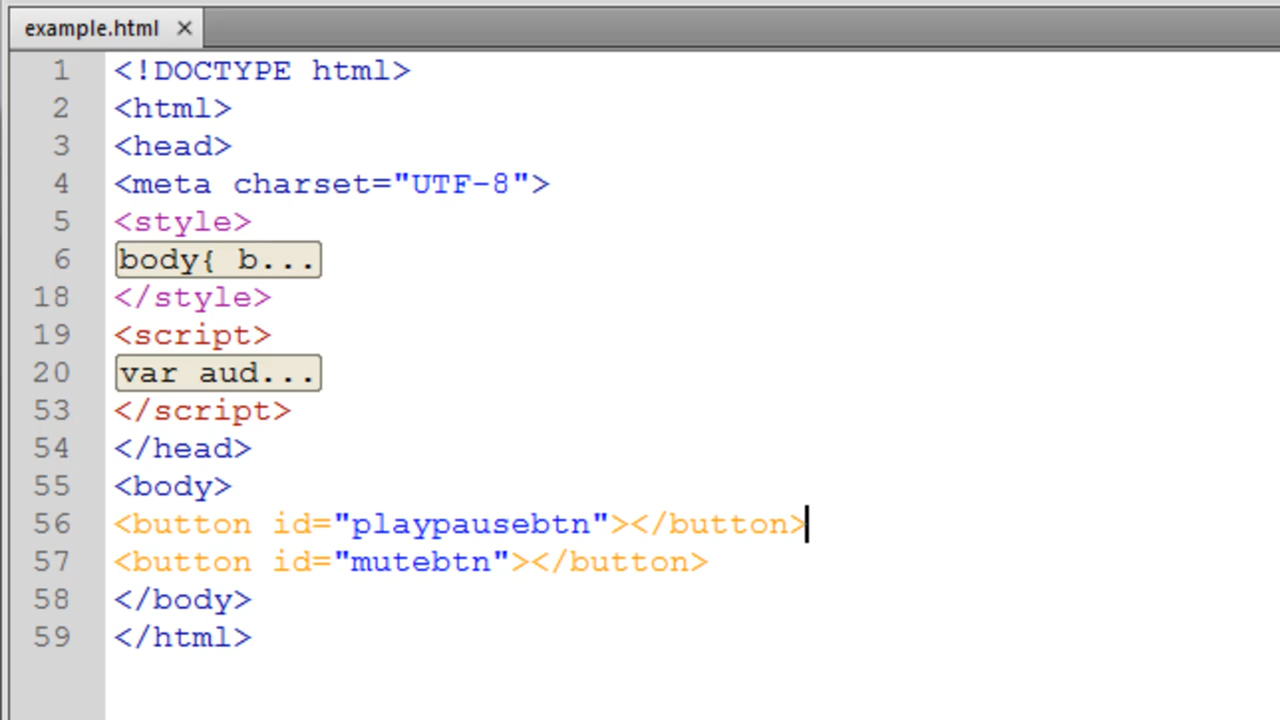 example.html ×
1 <!DOCTYPE html>
2 <html>
3 <head>
4 <meta charset="UTF-8">
5 <style>
6 body{ b...
18 </style>
19 <script>
20 var aud...
53 </script>
54 </head>
55 <body>
56 <button id="playpausebtn"></button>
57 <button id="mutebtn"></button>
58 </body>
59 </html>